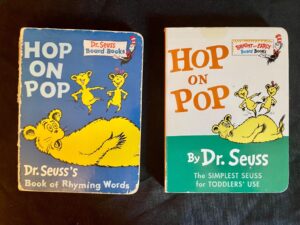 Dr. Seuss
Board Books
HOP
ON
POP
Dr. Seuss's
Book of Rhyming Words
BRIGHT and EARLY
Board Books
HOP
ON
POP
By Dr. Seuss
The SIMPLEST SEUSS
for TODDLERS' USE